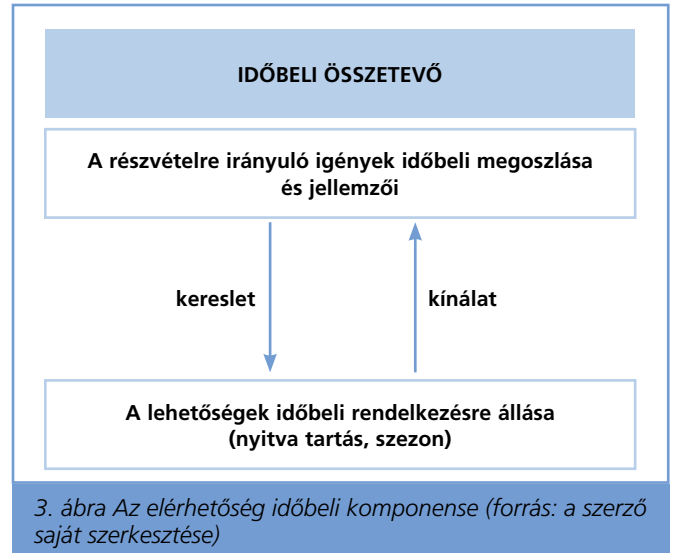 IDŐBELI ÖSSZETEVŐ
A részvételre irányuló igények időbeli megoszlása
és jellemzői
kereslet
kínálat
A lehetőségek időbeli rendelkezésre állása
(nyitva tartás, szezon)
3. ábra Az elérhetőség időbeli komponense (forrás: a szerző
saját szerkesztése)